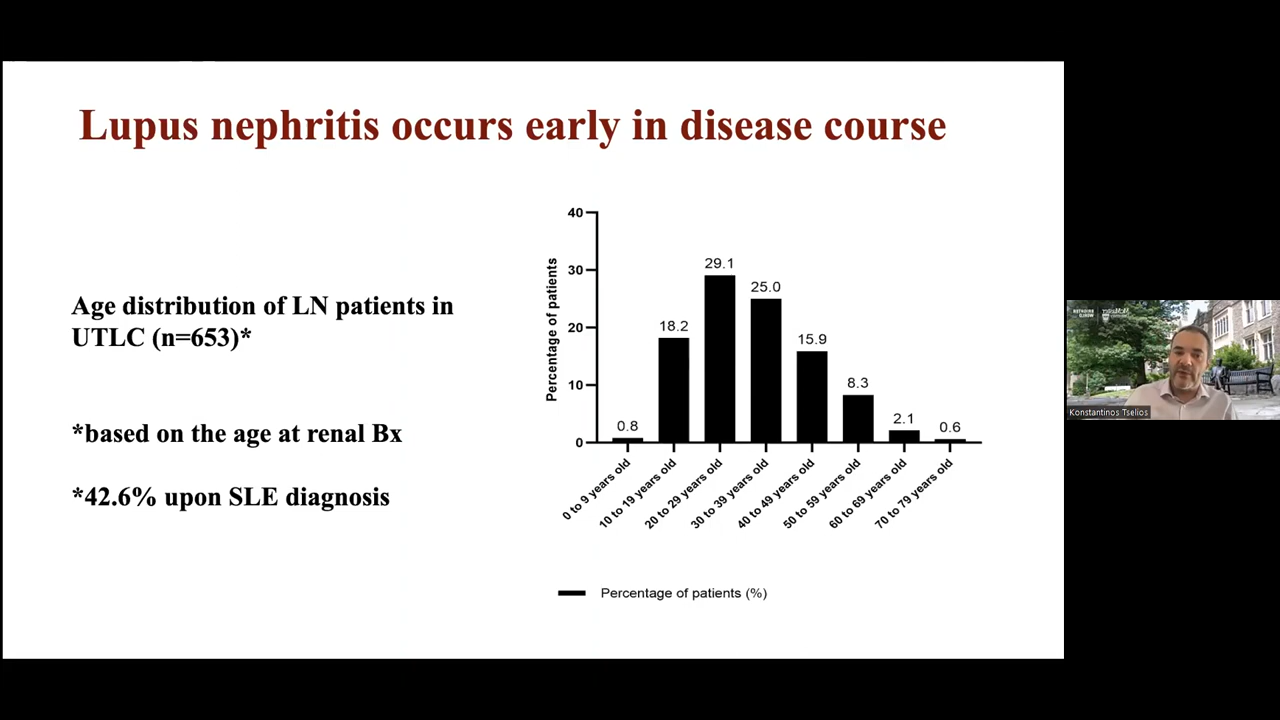 Lupus nephritis occurs early in disease course
Age distribution of LN patients in
UTLC (n=653)*
*based on the age at renal Bx
*42.6% upon SLE diagnosis
Percentage of patients
40
30
20
10
0
0.8
18.2
29.1
25.0
15.9
8.3
2.1
0.6
0 to 9 years old
10 to 19 years old
20 to 29 years old
30 to 39 years old
40 to 49 years old
50 to 59 years old
60 to 69 years old
70 to 79 years old
Percentage of patients (%)
Konstantinos Tselios